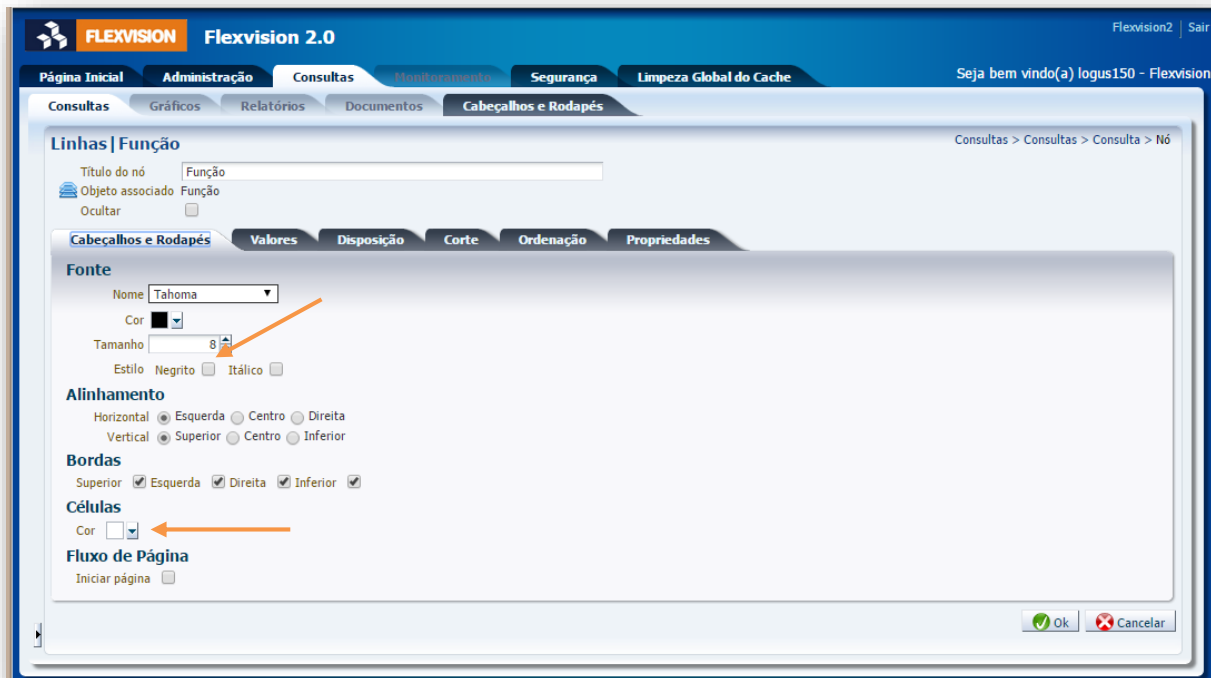 Flexvision2 Sair
FLEXVISION Flexvision 2.0
Página Inicial Administração Consultas Monitoramento Segurança Limpeza Global do Cache Seja bem vindo(a) logus150 - Flexvision
Consultas Gráficos Relatórios Documentos Cabeçalhos e Rodapés
Linhas | Função Consultas > Consultas > Consulta > Nó
Título do nó Função
Objeto associado Função
Ocultar
Cabeçalhos e Rodapés Valores Disposição Corte Ordenação Propriedades
Fonte
Nome Tahoma
Cor
Tamanho 8
Estilo Negrito Itálico
Alinhamento
Horizontal Esquerda Centro Direita
Vertical Superior Centro Inferior
Bordas
Superior Esquerda Direita Inferior
Células
Cor
Fluxo de Página
Iniciar página
Ok Cancelar